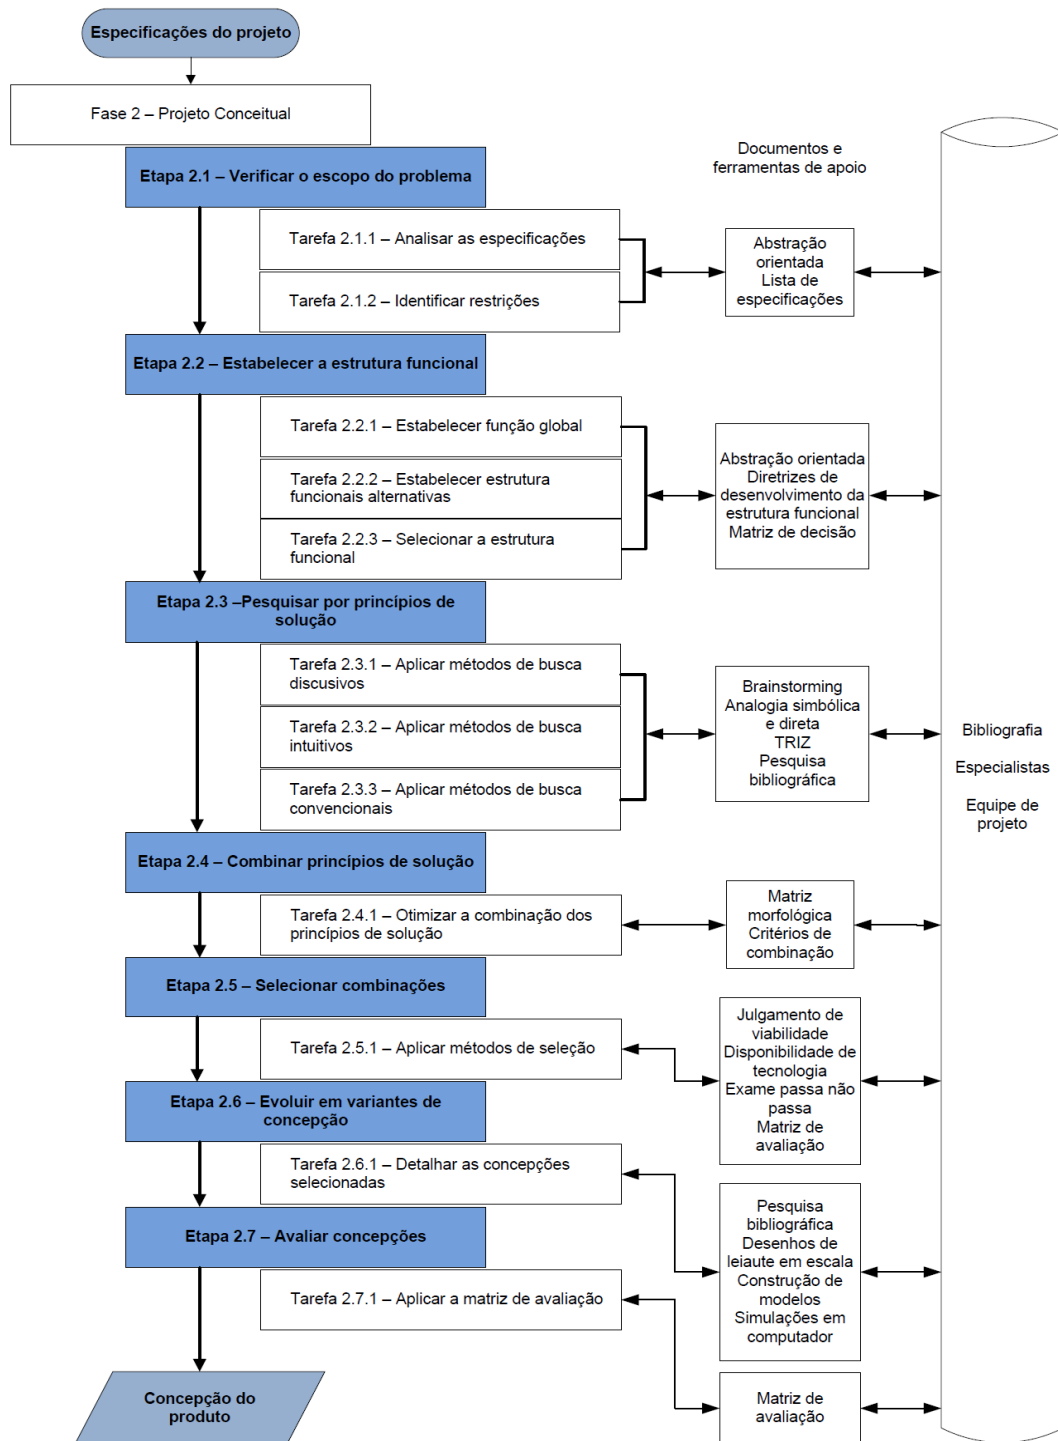 Especificações do projeto
Fase 2 – Projeto Conceitual
Documentos e
ferramentas de apoio
Etapa 2.1 – Verificar o escopo do problema
Tarefa 2.1.1 – Analisar as especificações
Tarefa 2.1.2 – Identificar restrições
Abstração
orientada
Lista de
especificações
Etapa 2.2 – Estabelecer a estrutura funcional
Tarefa 2.2.1 – Estabelecer função global
Tarefa 2.2.2 – Estabelecer estrutura
funcionais alternativas
Tarefa 2.2.3 – Selecionar a estrutura
funcional
Abstração orientada
Diretrizes de
desenvolvimento da
estrutura funcional
Matriz de decisão
Etapa 2.3 –Pesquisar por princípios de
solução
Tarefa 2.3.1 – Aplicar métodos de busca
discusivos
Tarefa 2.3.2 – Aplicar métodos de busca
intuitivos
Tarefa 2.3.3 – Aplicar métodos de busca
convencionais
Brainstorming
Analogia simbólica
e direta
TRIZ
Pesquisa
bibliográfica
Bibliografia
Especialistas
Equipe de
projeto
Etapa 2.4 – Combinar princípios de solução
Tarefa 2.4.1 – Otimizar a combinação dos
princípios de solução
Matriz
morfológica
Critérios de
combinação
Etapa 2.5 – Selecionar combinações
Tarefa 2.5.1 – Aplicar métodos de seleção
Julgamento de
viabilidade
Disponibilidade de
tecnologia
Exame passa não
passa
Matriz de
avaliação
Etapa 2.6 – Evoluir em variantes de
concepção
Tarefa 2.6.1 – Detalhar as concepções
selecionadas
Pesquisa
bibliográfica
Desenhos de
leiaute em escala
Construção de
modelos
Simulações em
computador
Etapa 2.7 – Avaliar concepções
Tarefa 2.7.1 – Aplicar a matriz de avaliação
Matriz de
avaliação
Concepção do
produto